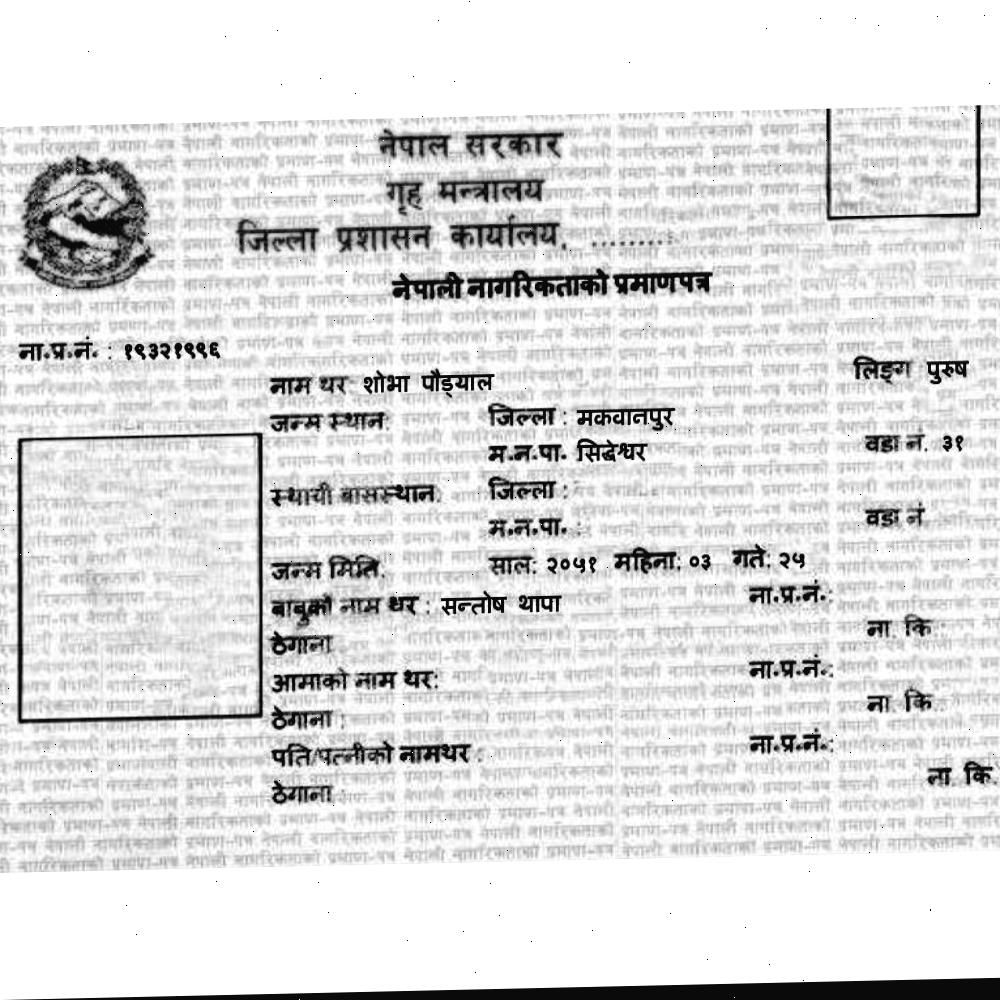 नेपाल सरकार
गृह मन्त्रालय
जिल्ला प्रशासन कार्यालय, .........
नेपाली नागरिकताको प्रमाणपत्र
ना.प्र.नं. : १९३२१९९६
नाम थर: शोभा पौड्याल लिङ्ग पुरुष
जन्म स्थान: जिल्ला : मकवानपुर
म.न.पा. सिद्धेश्वर वडा नं. ३१
स्थायी बासस्थान: जिल्ला :
म.न.पा. : वडा नं
जन्म मिति: साल: २०५१ महिना: ०३ गते: २५
बाबुको नाम थर : सन्तोष थापा ना.प्र.नं.:
ठेगाना ना. कि
आमाको नाम थर: ना.प्र.नं.:
ठेगाना : ना. कि
पति/पत्नीको नामथर : ना.प्र.नं.:
ठेगाना ना. कि.